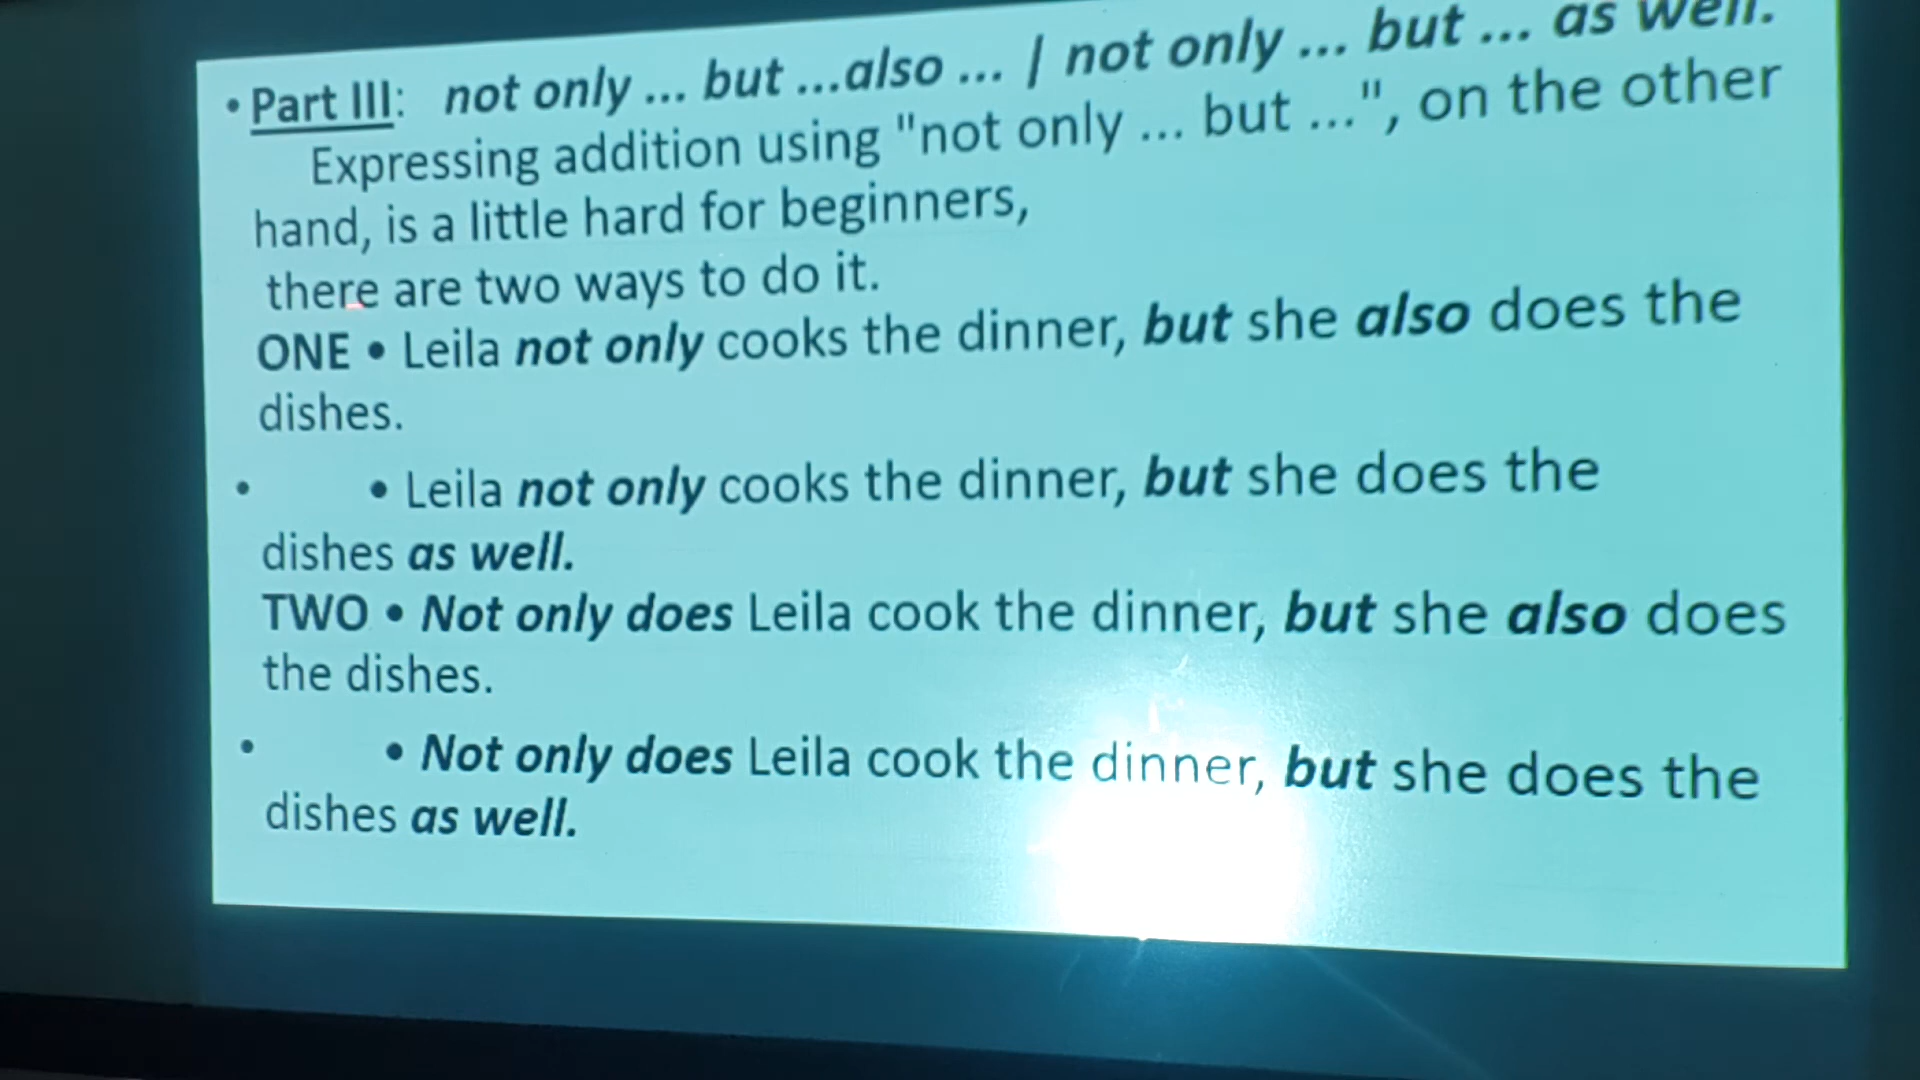 • Part III: not only ... but ...also ... / not only ... but ... as well.
Expressing addition using "not only ... but ...", on the other
hand, is a little hard for beginners,
there are two ways to do it.
ONE • Leila not only cooks the dinner, but she also does the
dishes.
• • Leila not only cooks the dinner, but she does the
dishes as well.
TWO • Not only does Leila cook the dinner, but she also does
the dishes.
• • Not only does Leila cook the dinner, but she does the
dishes as well.